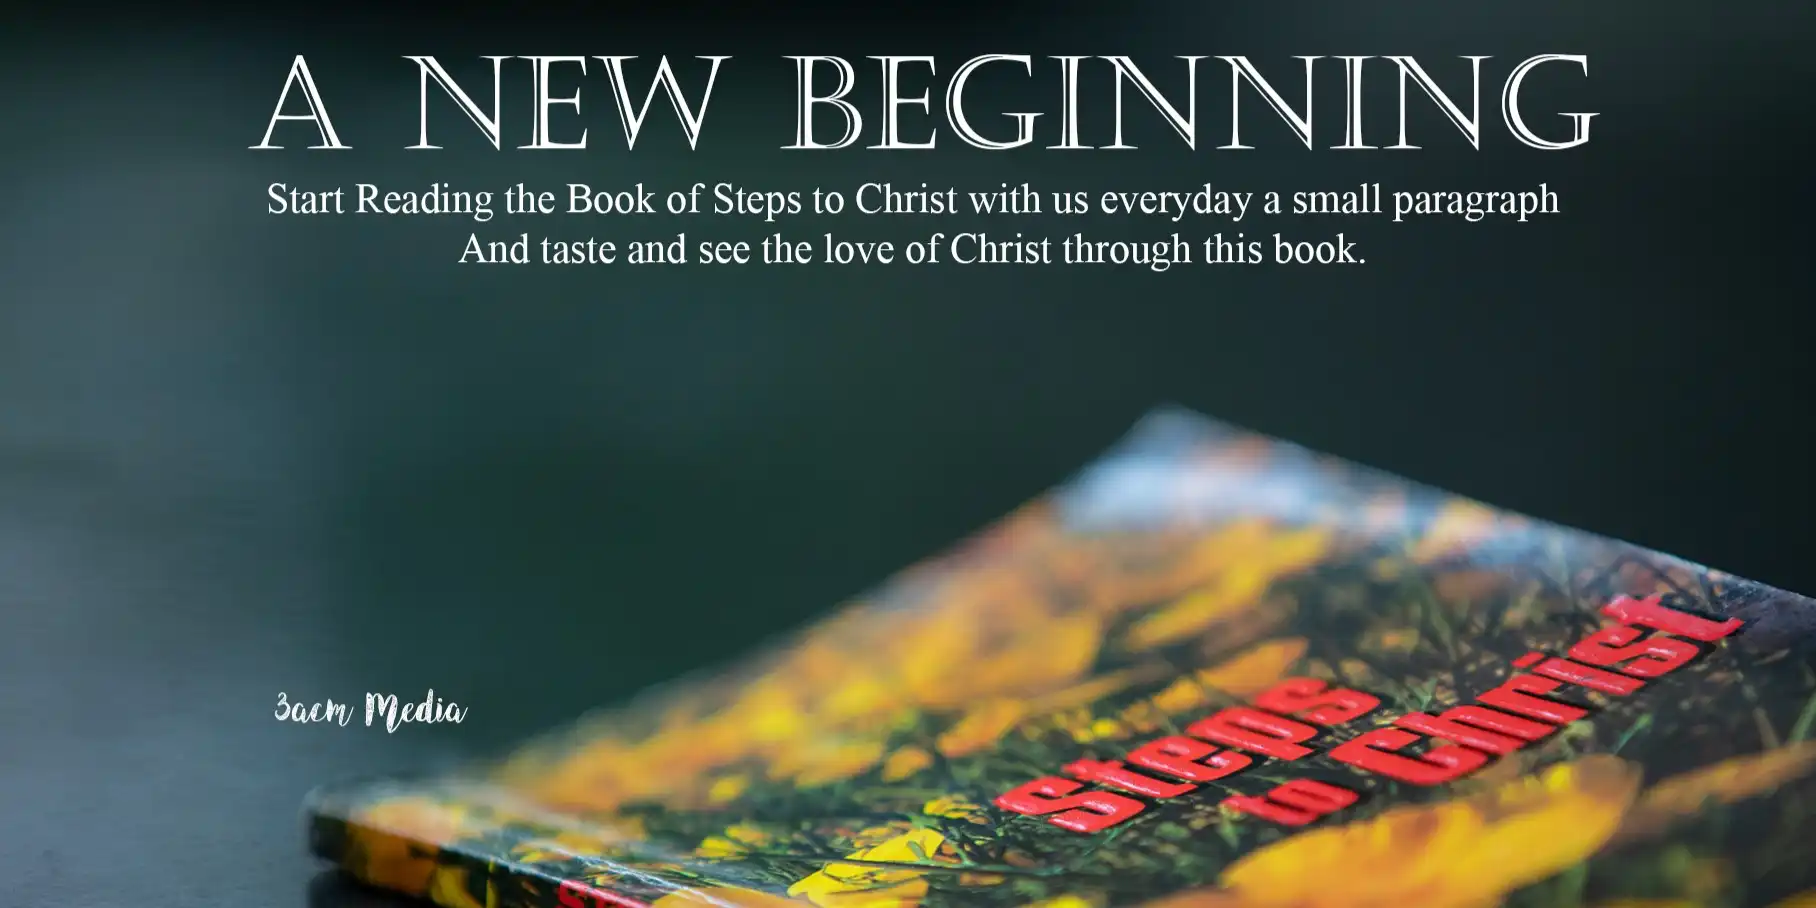 A NEW BEGINNING
Start Reading the Book of Steps to Christ with us everyday a small paragraph
And taste and see the love of Christ through this book.
3acm Media
Steps
to Christ